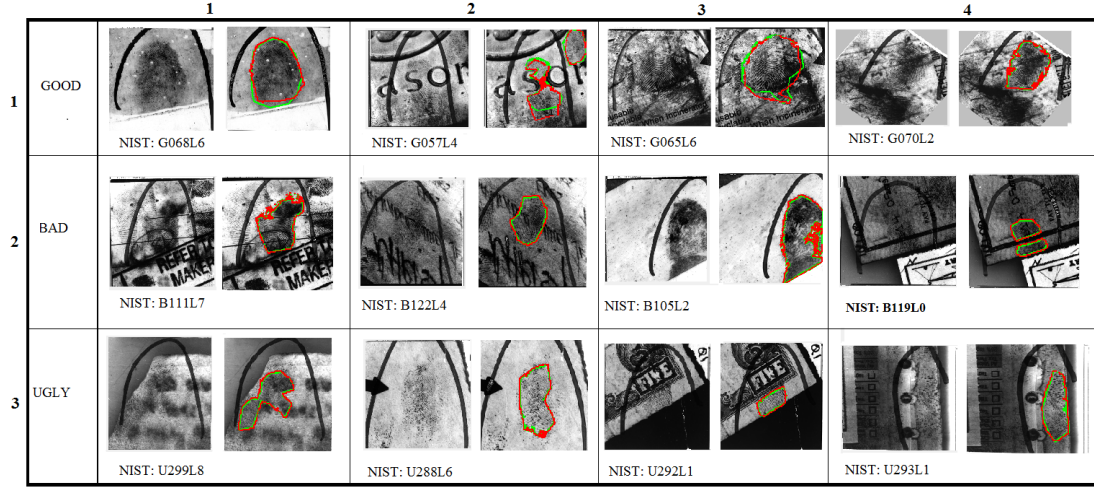 1 2 3 4
1 GOOD
NIST: G068L6 NIST: G057L4 NIST: G065L6 NIST: G070L2
2 BAD
NIST: B111L7 NIST: B122L4 NIST: B105L2 NIST: B119L0
3 UGLY
NIST: U299L8 NIST: U288L6 NIST: U292L1 NIST: U293L1